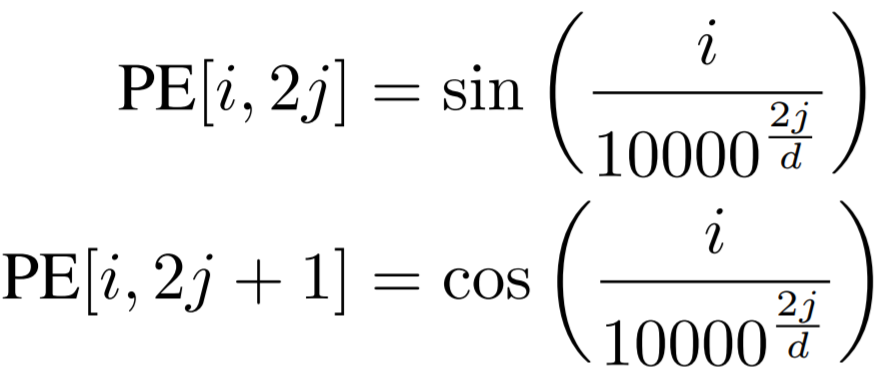 PE[i, 2j] = sin ( i / 10000^{2j/d} )
PE[i, 2j + 1] = cos ( i / 10000^{2j/d} )